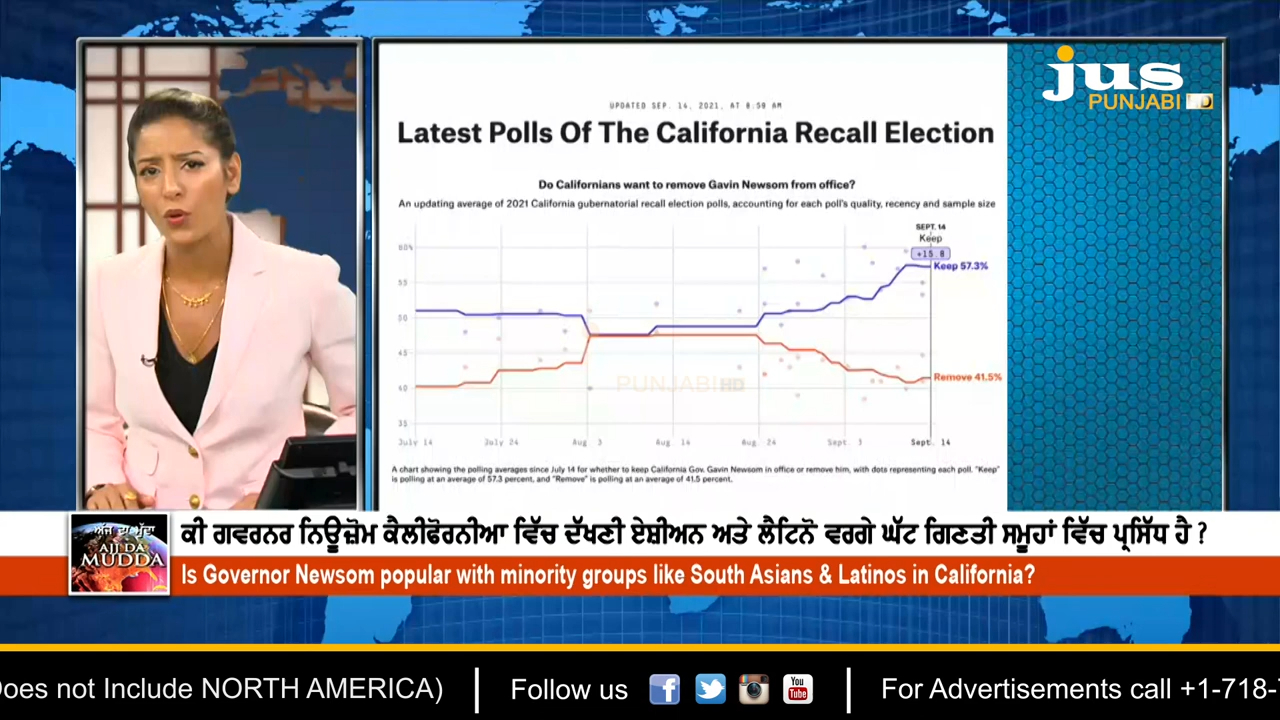 jus
PUNJABI HD
UPDATED SEP. 14, 2021, AT 8:59 AM
Latest Polls Of The California Recall Election
Do Californians want to remove Gavin Newsom from office?
An updating average of 2021 California gubernatorial recall election polls, accounting for each poll's quality, recency and sample size
SEPT. 14
Keep
+15.8
60%
Keep 57.3%
55
50
45
PUNJABI HD
Remove 41.5%
40
35
July 14 July 24 Aug. 3 Aug. 14 Aug. 24 Sept. 3 Sept. 14
A chart showing the polling averages since July 14 for whether to keep California Gov. Gavin Newsom in office or remove him, with dots representing each poll. "Keep"
is polling at an average of 57.3 percent, and "Remove" is polling at an average of 41.5 percent.
ਅੱਜ ਦਾ ਮੁੱਦਾ
AJJ DA
MUDDA
ਕੀ ਗਵਰਨਰ ਨਿਊਜ਼ੋਮ ਕੈਲੀਫੋਰਨੀਆ ਵਿੱਚ ਦੱਖਣੀ ਏਸ਼ੀਅਨ ਅਤੇ ਲੈਟਿਨੋ ਵਰਗੇ ਘੱਟ ਗਿਣਤੀ ਸਮੂਹਾਂ ਵਿੱਚ ਪ੍ਰਸਿੱਧ ਹੈ ?
Is Governor Newsom popular with minority groups like South Asians & Latinos in California?
Does not Include NORTH AMERICA) | Follow us You Tube | For Advertisements call +1-718-